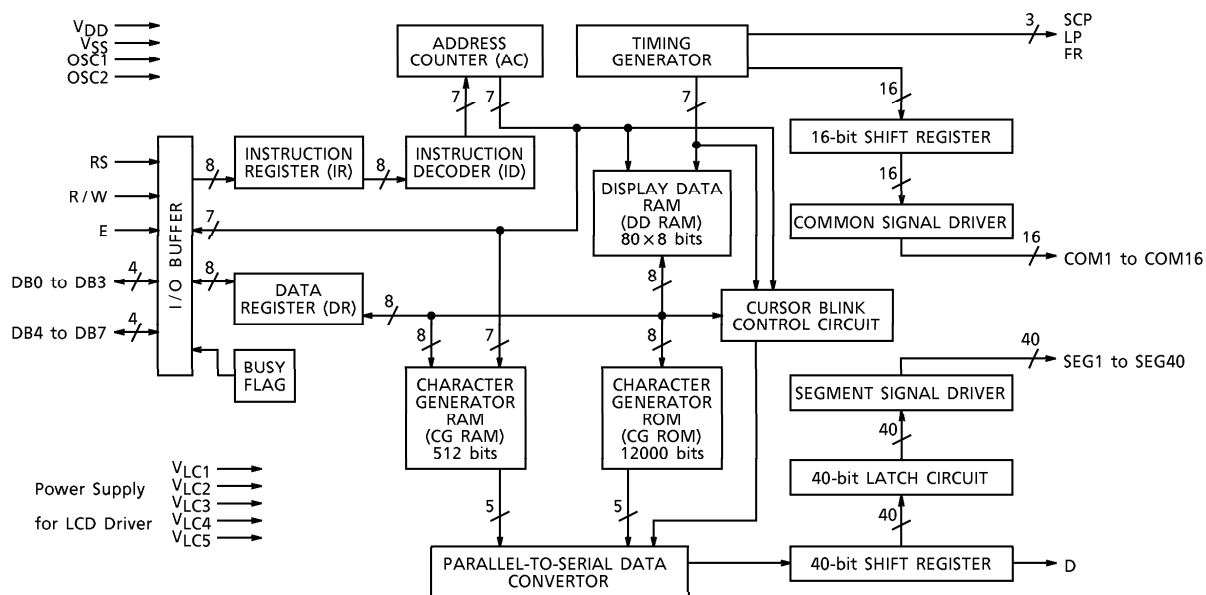 VDD
VSS
OSC1
OSC2
ADDRESS
COUNTER (AC)
TIMING
GENERATOR
3
SCP
LP
FR
7
7
7
16
16-bit SHIFT REGISTER
RS
R / W
E
DB0 to DB3
DB4 to DB7
4
4
I / O BUFFER
8
INSTRUCTION
REGISTER (IR)
8
INSTRUCTION
DECODER (ID)
16
DISPLAY DATA
RAM
(DD RAM)
80 × 8 bits
COMMON SIGNAL DRIVER
16
COM1 to COM16
7
8
DATA
REGISTER (DR)
8
8
CURSOR BLINK
CONTROL CIRCUIT
BUSY
FLAG
8
7
8
40
SEG1 to SEG40
CHARACTER
GENERATOR
RAM
(CG RAM)
512 bits
CHARACTER
GENERATOR
ROM
(CG ROM)
12000 bits
SEGMENT SIGNAL DRIVER
40
40-bit LATCH CIRCUIT
40
Power Supply
for LCD Driver
VLC1
VLC2
VLC3
VLC4
VLC5
5
5
PARALLEL-TO-SERIAL DATA
CONVERTOR
40-bit SHIFT REGISTER
D